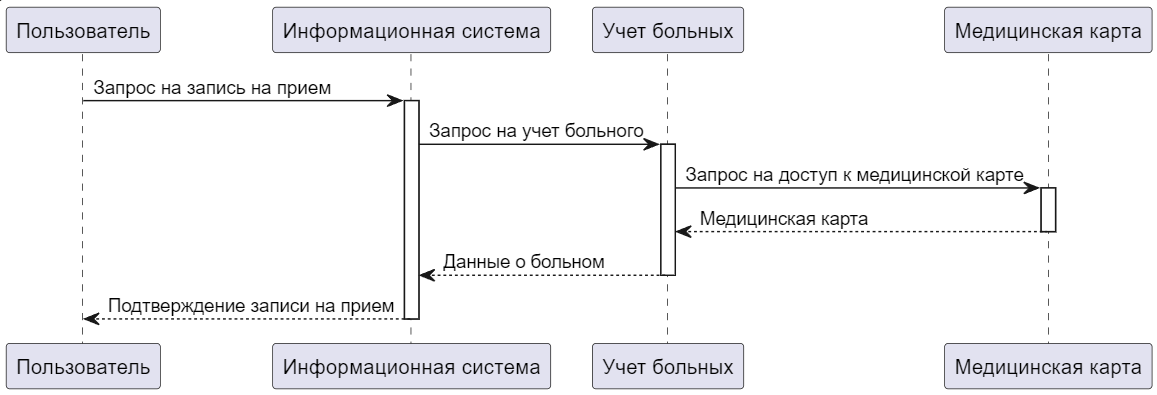 Пользователь
Информационная система
Учет больных
Медицинская карта
Запрос на запись на прием
Запрос на учет больного
Запрос на доступ к медицинской карте
Медицинская карта
Данные о больном
Подтверждение записи на прием
Пользователь
Информационная система
Учет больных
Медицинская карта